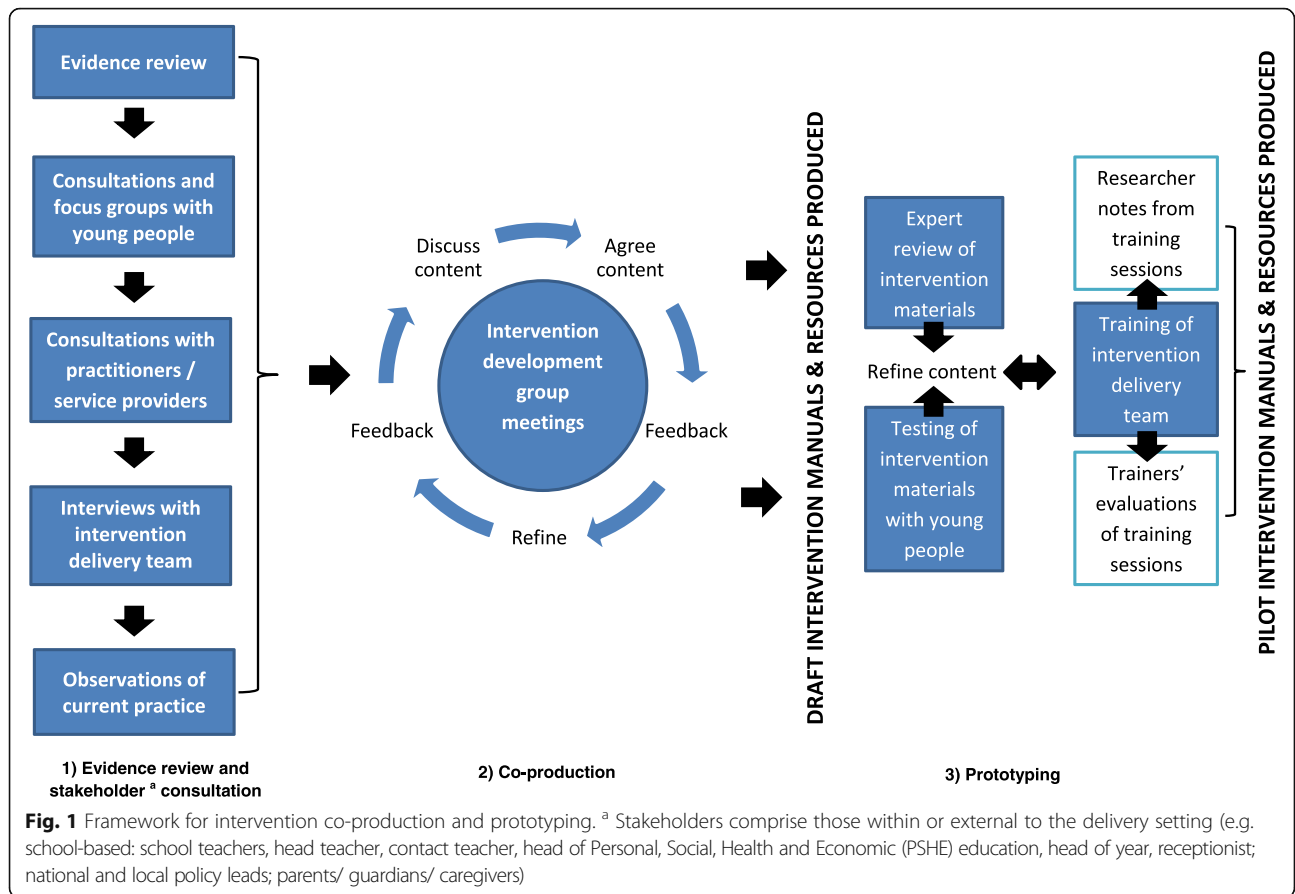 Evidence review
Consultations and
focus groups with
young people
Consultations with
practitioners /
service providers
Interviews with
intervention
delivery team
Observations of
current practice
1) Evidence review and
stakeholder ᵃ consultation
Discuss
content
Agree
content
Intervention
development
group
meetings
Feedback
Feedback
Refine
2) Co-production
DRAFT INTERVENTION MANUALS & RESOURCES PRODUCED
Expert
review of
intervention
materials
Refine content
Testing of
intervention
materials
with young
people
Researcher
notes from
training
sessions
Training of
intervention
delivery
team
Trainers'
evaluations
of training
sessions
3) Prototyping
PILOT INTERVENTION MANUALS & RESOURCES PRODUCED
Fig. 1 Framework for intervention co-production and prototyping. ᵃ Stakeholders comprise those within or external to the delivery setting (e.g.
school-based: school teachers, head teacher, contact teacher, head of Personal, Social, Health and Economic (PSHE) education, head of year, receptionist;
national and local policy leads; parents/ guardians/ caregivers)